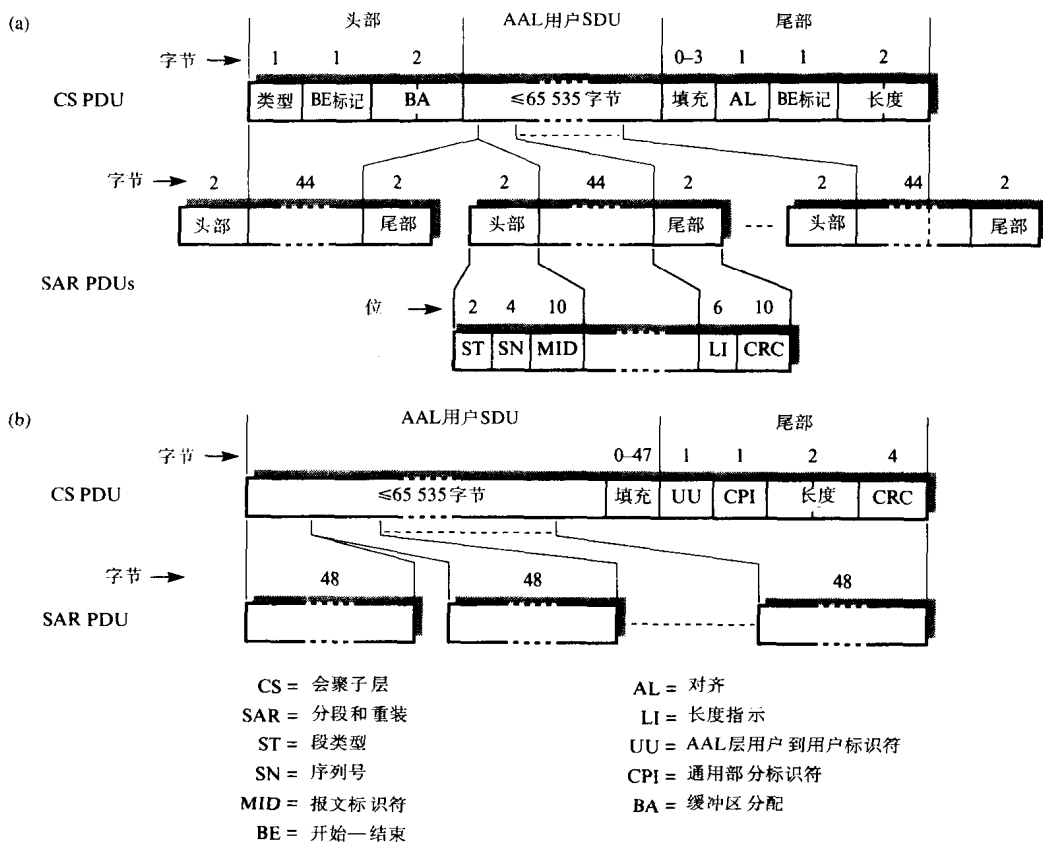 (a)
头部 AAL用户SDU 尾部
字节 → 1 1 2 0–3 1 1 2
CS PDU 类型 BE标记 BA ≤65 535 字节 填充 AL BE标记 长度
字节 → 2 44 2 2 44 2 2 44 2
头部 尾部 头部 尾部 头部 尾部
SAR PDUs
位 → 2 4 10 6 10
ST SN MID LI CRC
(b)
AAL用户SDU 尾部
字节 → 0–47 1 1 2 4
CS PDU ≤65 535 字节 填充 UU CPI 长度 CRC
字节 → 48 48 48
SAR PDU
CS = 会聚子层
SAR = 分段和重装
ST = 段类型
SN = 序列号
MID = 报文标识符
BE = 开始—结束
AL = 对齐
LI = 长度指示
UU = AAL层用户到用户标识符
CPI = 通用部分标识符
BA = 缓冲区分配